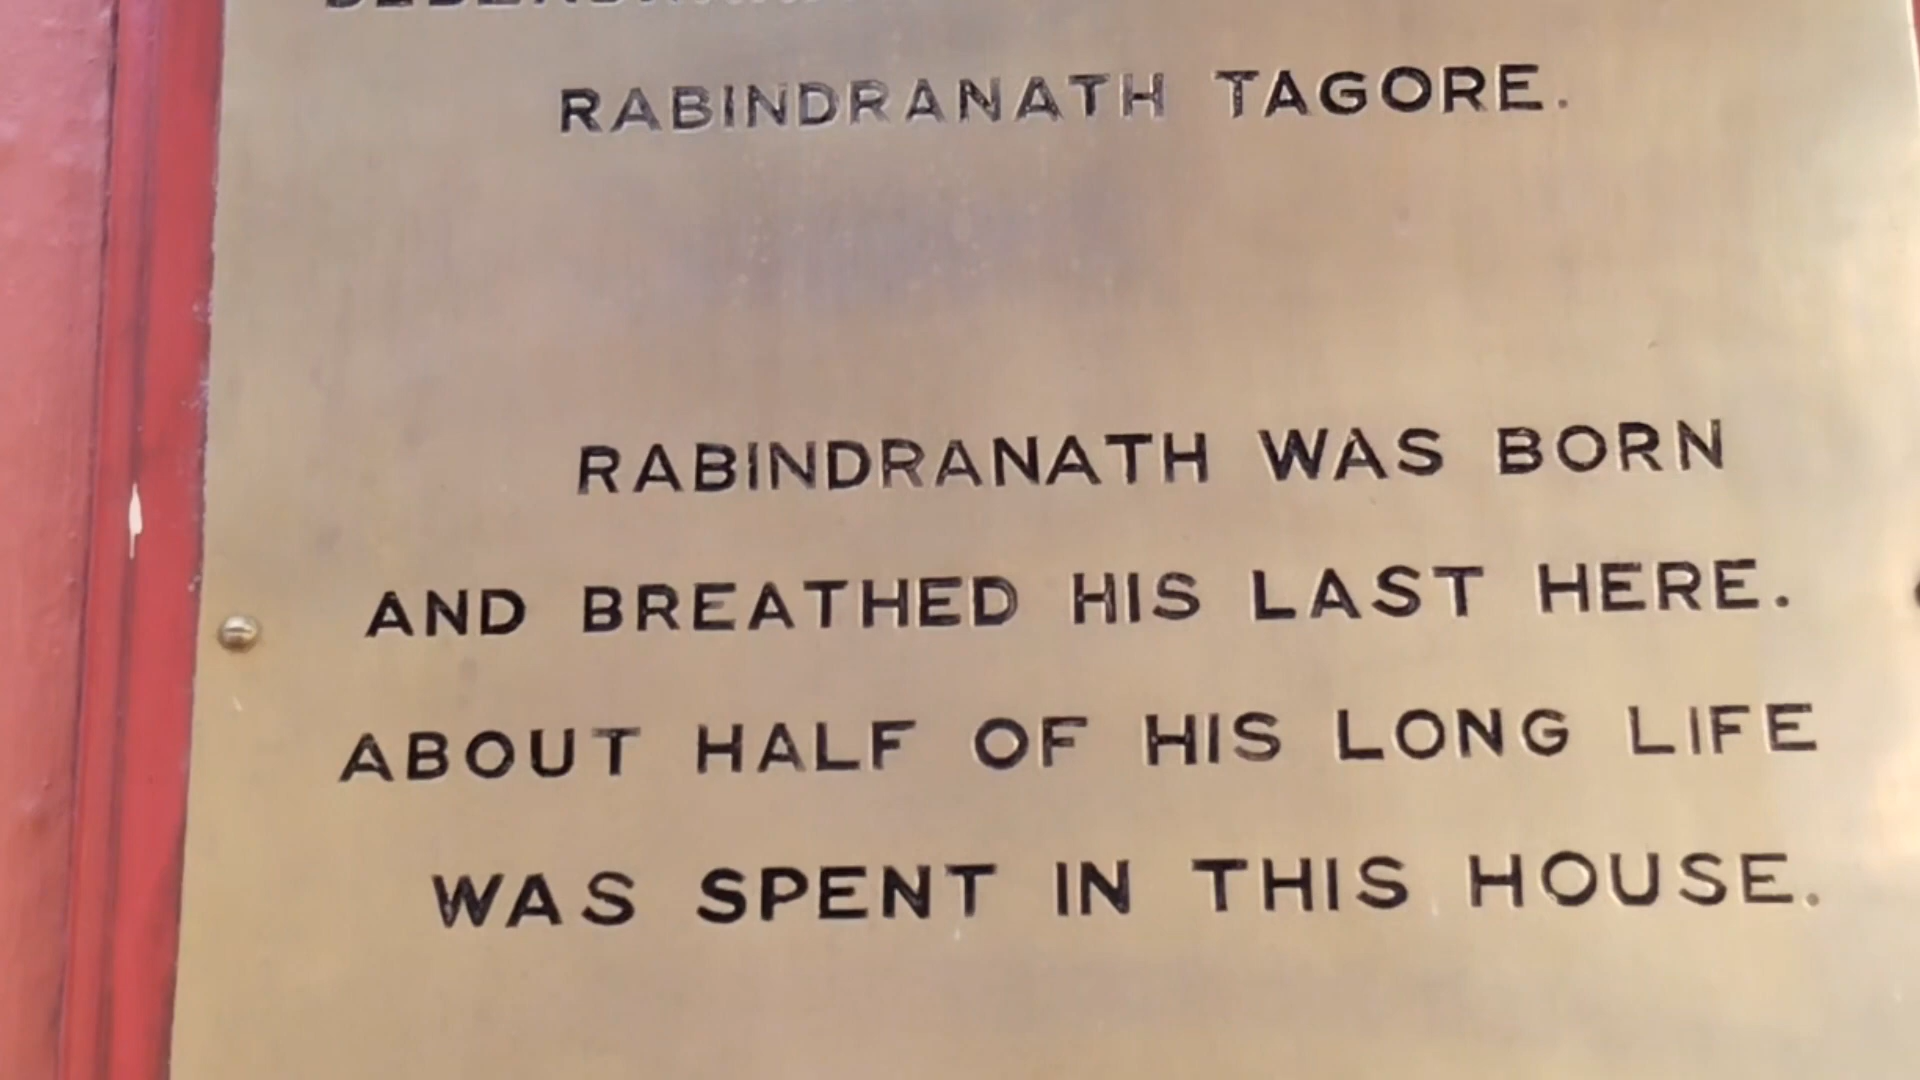 RABINDRANATH TAGORE.
RABINDRANATH WAS BORN
AND BREATHED HIS LAST HERE.
ABOUT HALF OF HIS LONG LIFE
WAS SPENT IN THIS HOUSE.